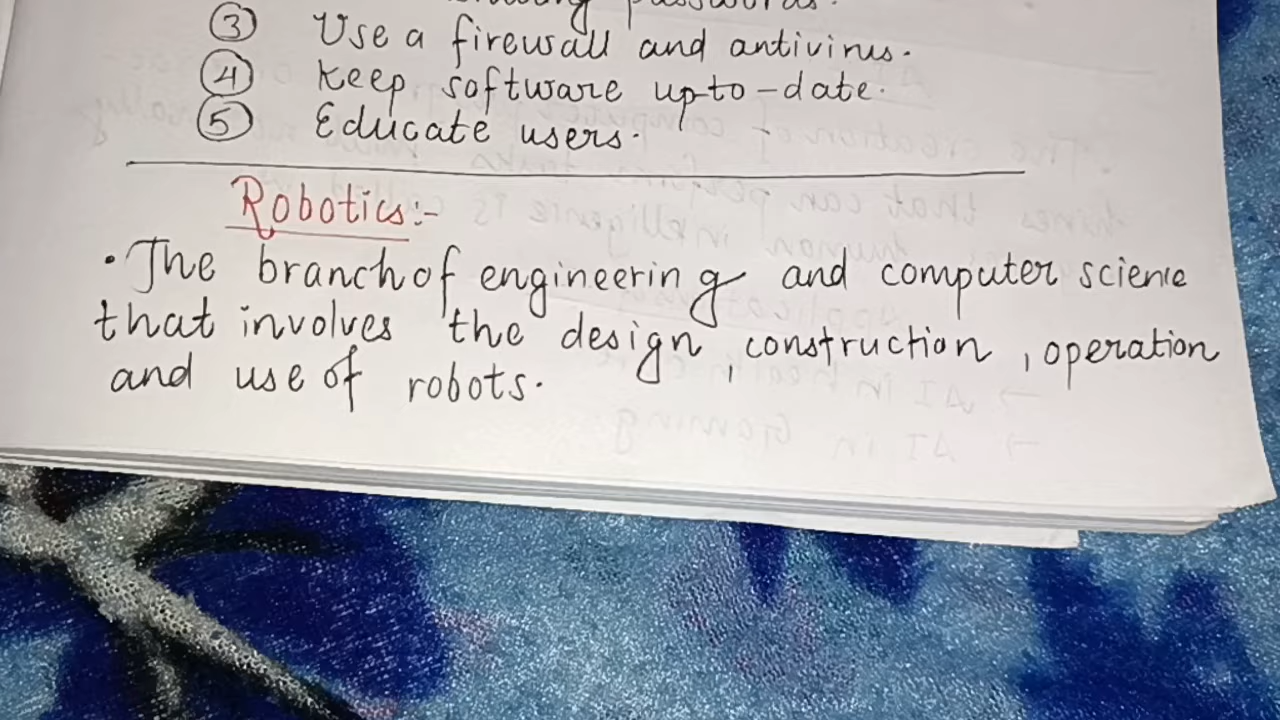 passwords.
③ Use a firewall and antivirus.
④ Keep software up-to-date.
⑤ Educate users.
Robotics:-
• The branch of engineering and computer science
that involves the design, construction, operation
and use of robots.